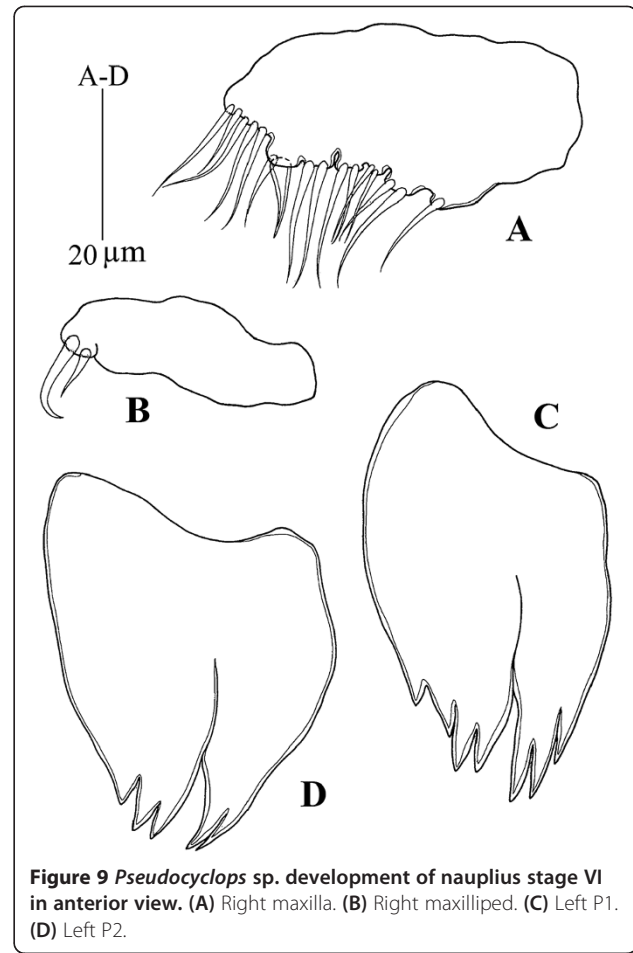 A-D
20 µm
A
B
C
D
Figure 9 Pseudocyclops sp. development of nauplius stage VI
in anterior view. (A) Right maxilla. (B) Right maxilliped. (C) Left P1.
(D) Left P2.